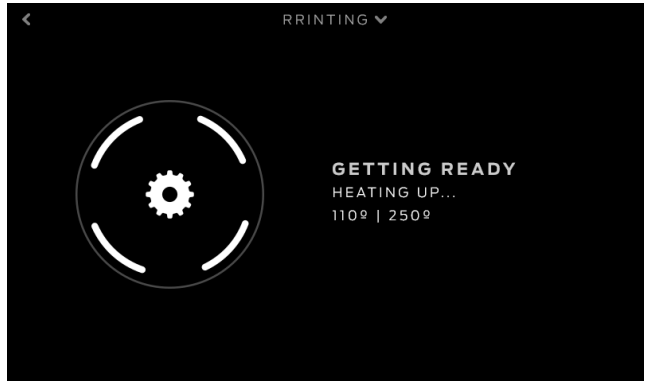 RRINTING
GETTING READY
HEATING UP...
110º | 250º